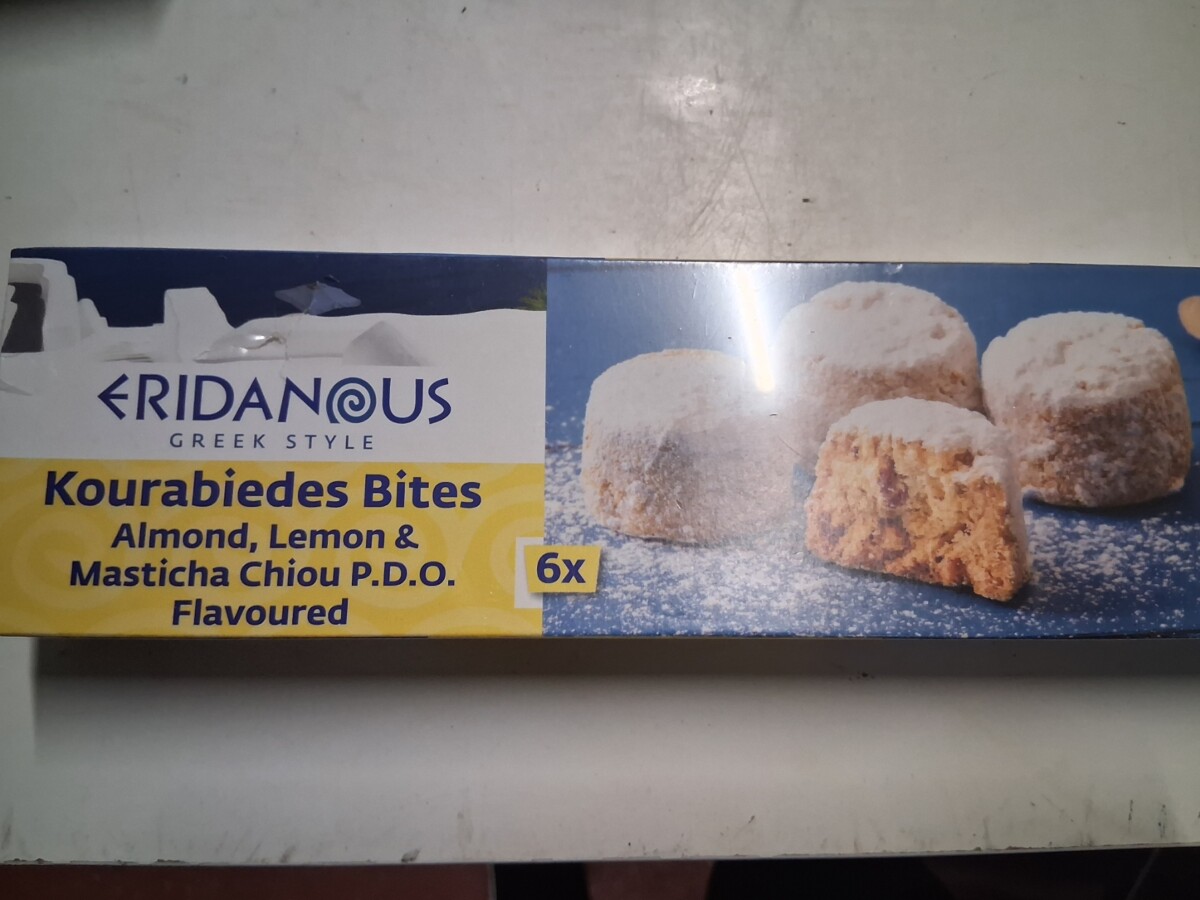 ERIDANOUS
GREEK STYLE
Kourabiedes Bites
Almond, Lemon &
Masticha Chiou P.D.O.
Flavoured
6x